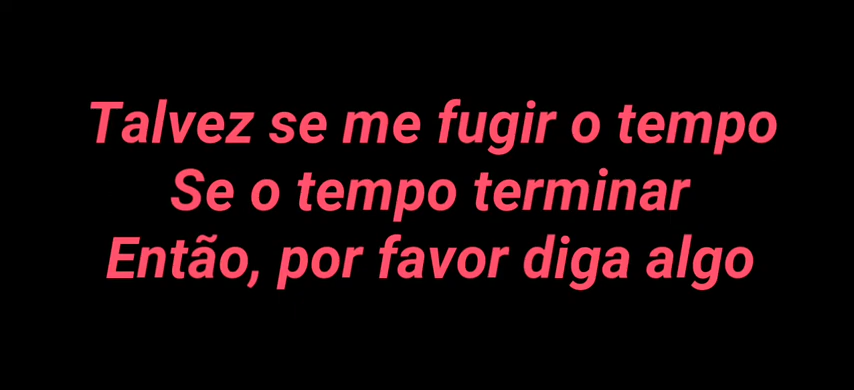 Talvez se me fugir o tempo
Se o tempo terminar
Então, por favor diga algo